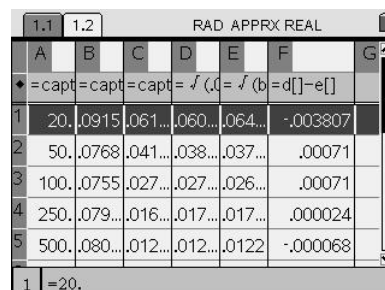 1.1 1.2 RAD APPRX REAL
A B C D E F G
=capt =capt =capt =√(.( =√(b =d[]−e[]
1 20. .0915 .061... .060... .064... -.003807
2 50. .0768 .041... .038... .037... .00071
3 100. .0755 .027... .027... .026... .00071
4 250. .079... .016... .017... .017... .000024
5 500. .080... .012... .012... .0122 -.000068
1 =20.